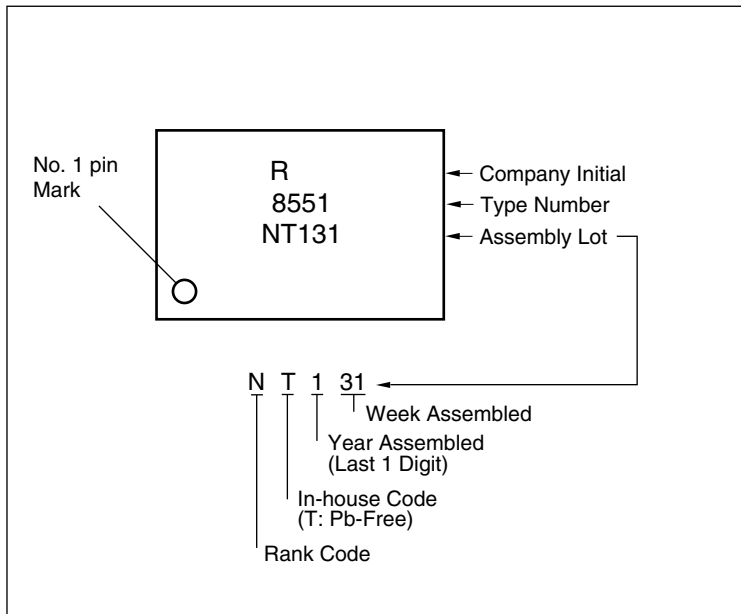 No. 1 pin
Mark
R
8551
NT131
Company Initial
Type Number
Assembly Lot
N T 1 31
Week Assembled
Year Assembled
(Last 1 Digit)
In-house Code
(T: Pb-Free)
Rank Code